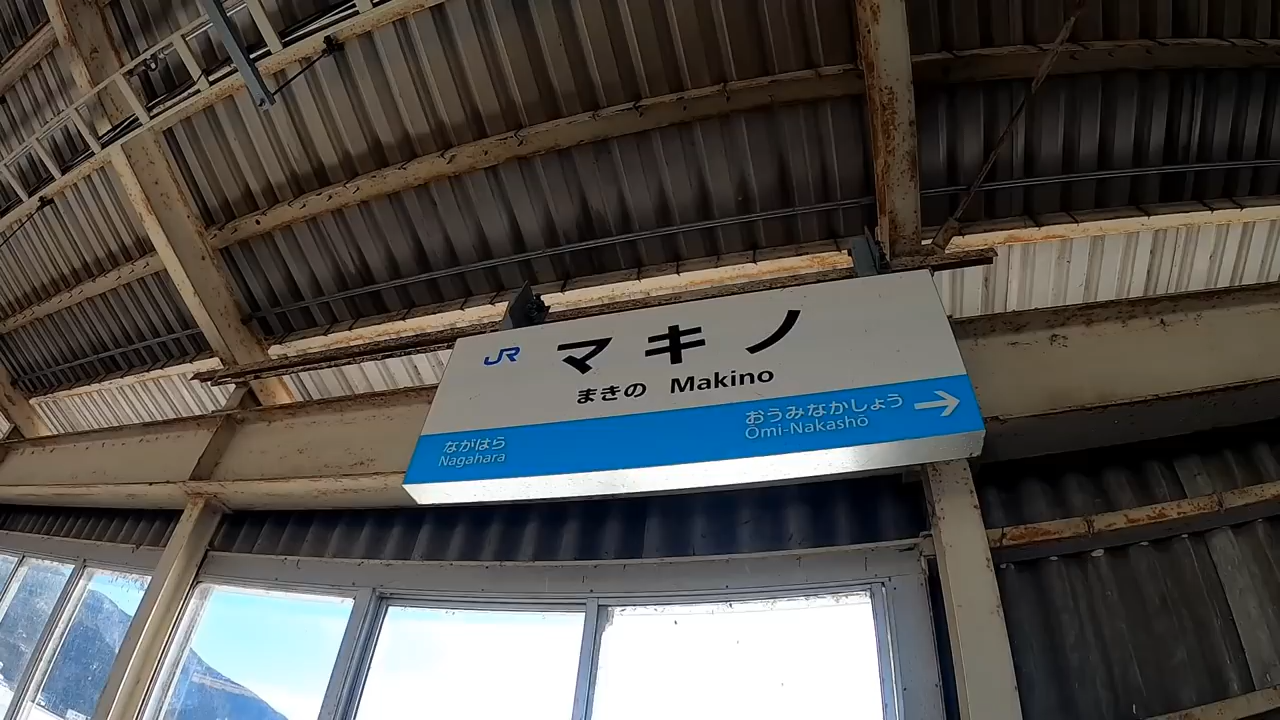 JR マキノ
まきの Makino
ながはら
Nagahara
おうみなかしょう →
Ōmi-Nakashō